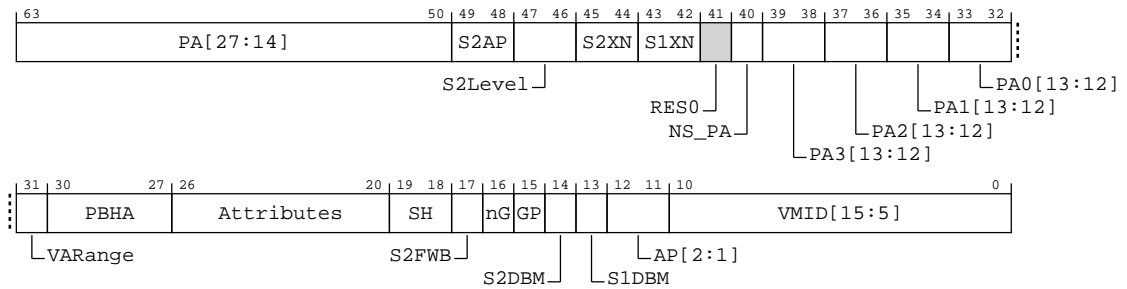 63 50 49 48 47 46 45 44 43 42 41 40 39 38 37 36 35 34 33 32
PA[27:14] S2AP S2XN S1XN
S2Level PA0[13:12]
RES0 PA1[13:12]
NS_PA PA2[13:12]
PA3[13:12]
31 30 27 26 20 19 18 17 16 15 14 13 12 11 10 0
PBHA Attributes SH nG GP VMID[15:5]
VARange S2FWB AP[2:1]
S2DBM S1DBM